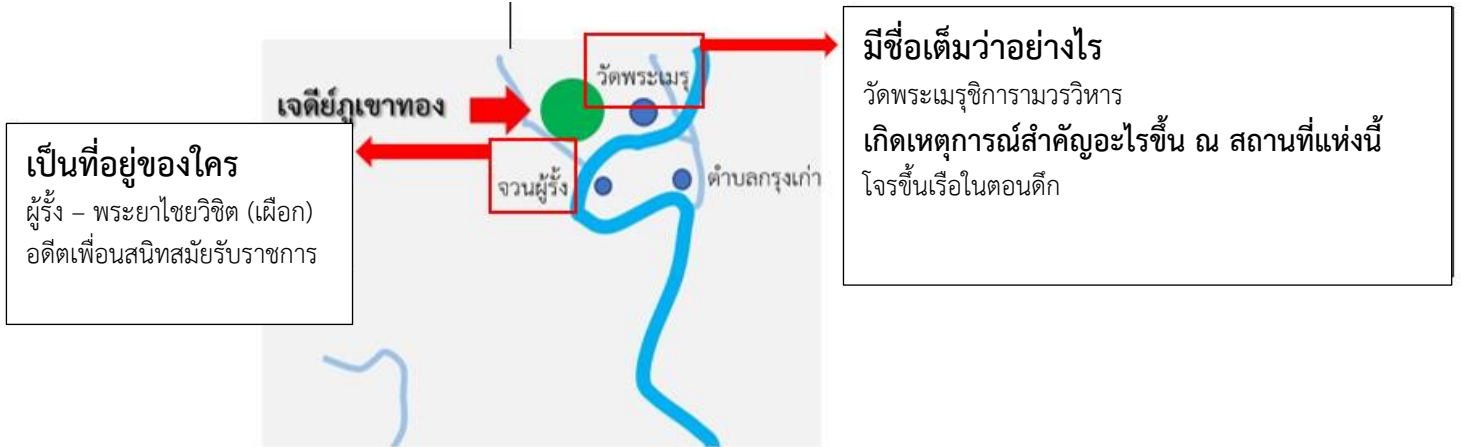 มีชื่อเต็มว่าอย่างไร
วัดพระเมรุชิการามวรวิหาร
เกิดเหตุการณ์สำคัญอะไรขึ้น ณ สถานที่แห่งนี้
โจรขึ้นเรือในตอนดึก
วัดพระเมรุ
เจดีย์ภูเขาทอง
เป็นที่อยู่ของใคร
ผู้รั้ง – พระยาไชยวิชิต (เผือก)
อดีตเพื่อนสนิทสมัยรับราชการ
จวนผู้รั้ง
ตำบลกรุงเก่า